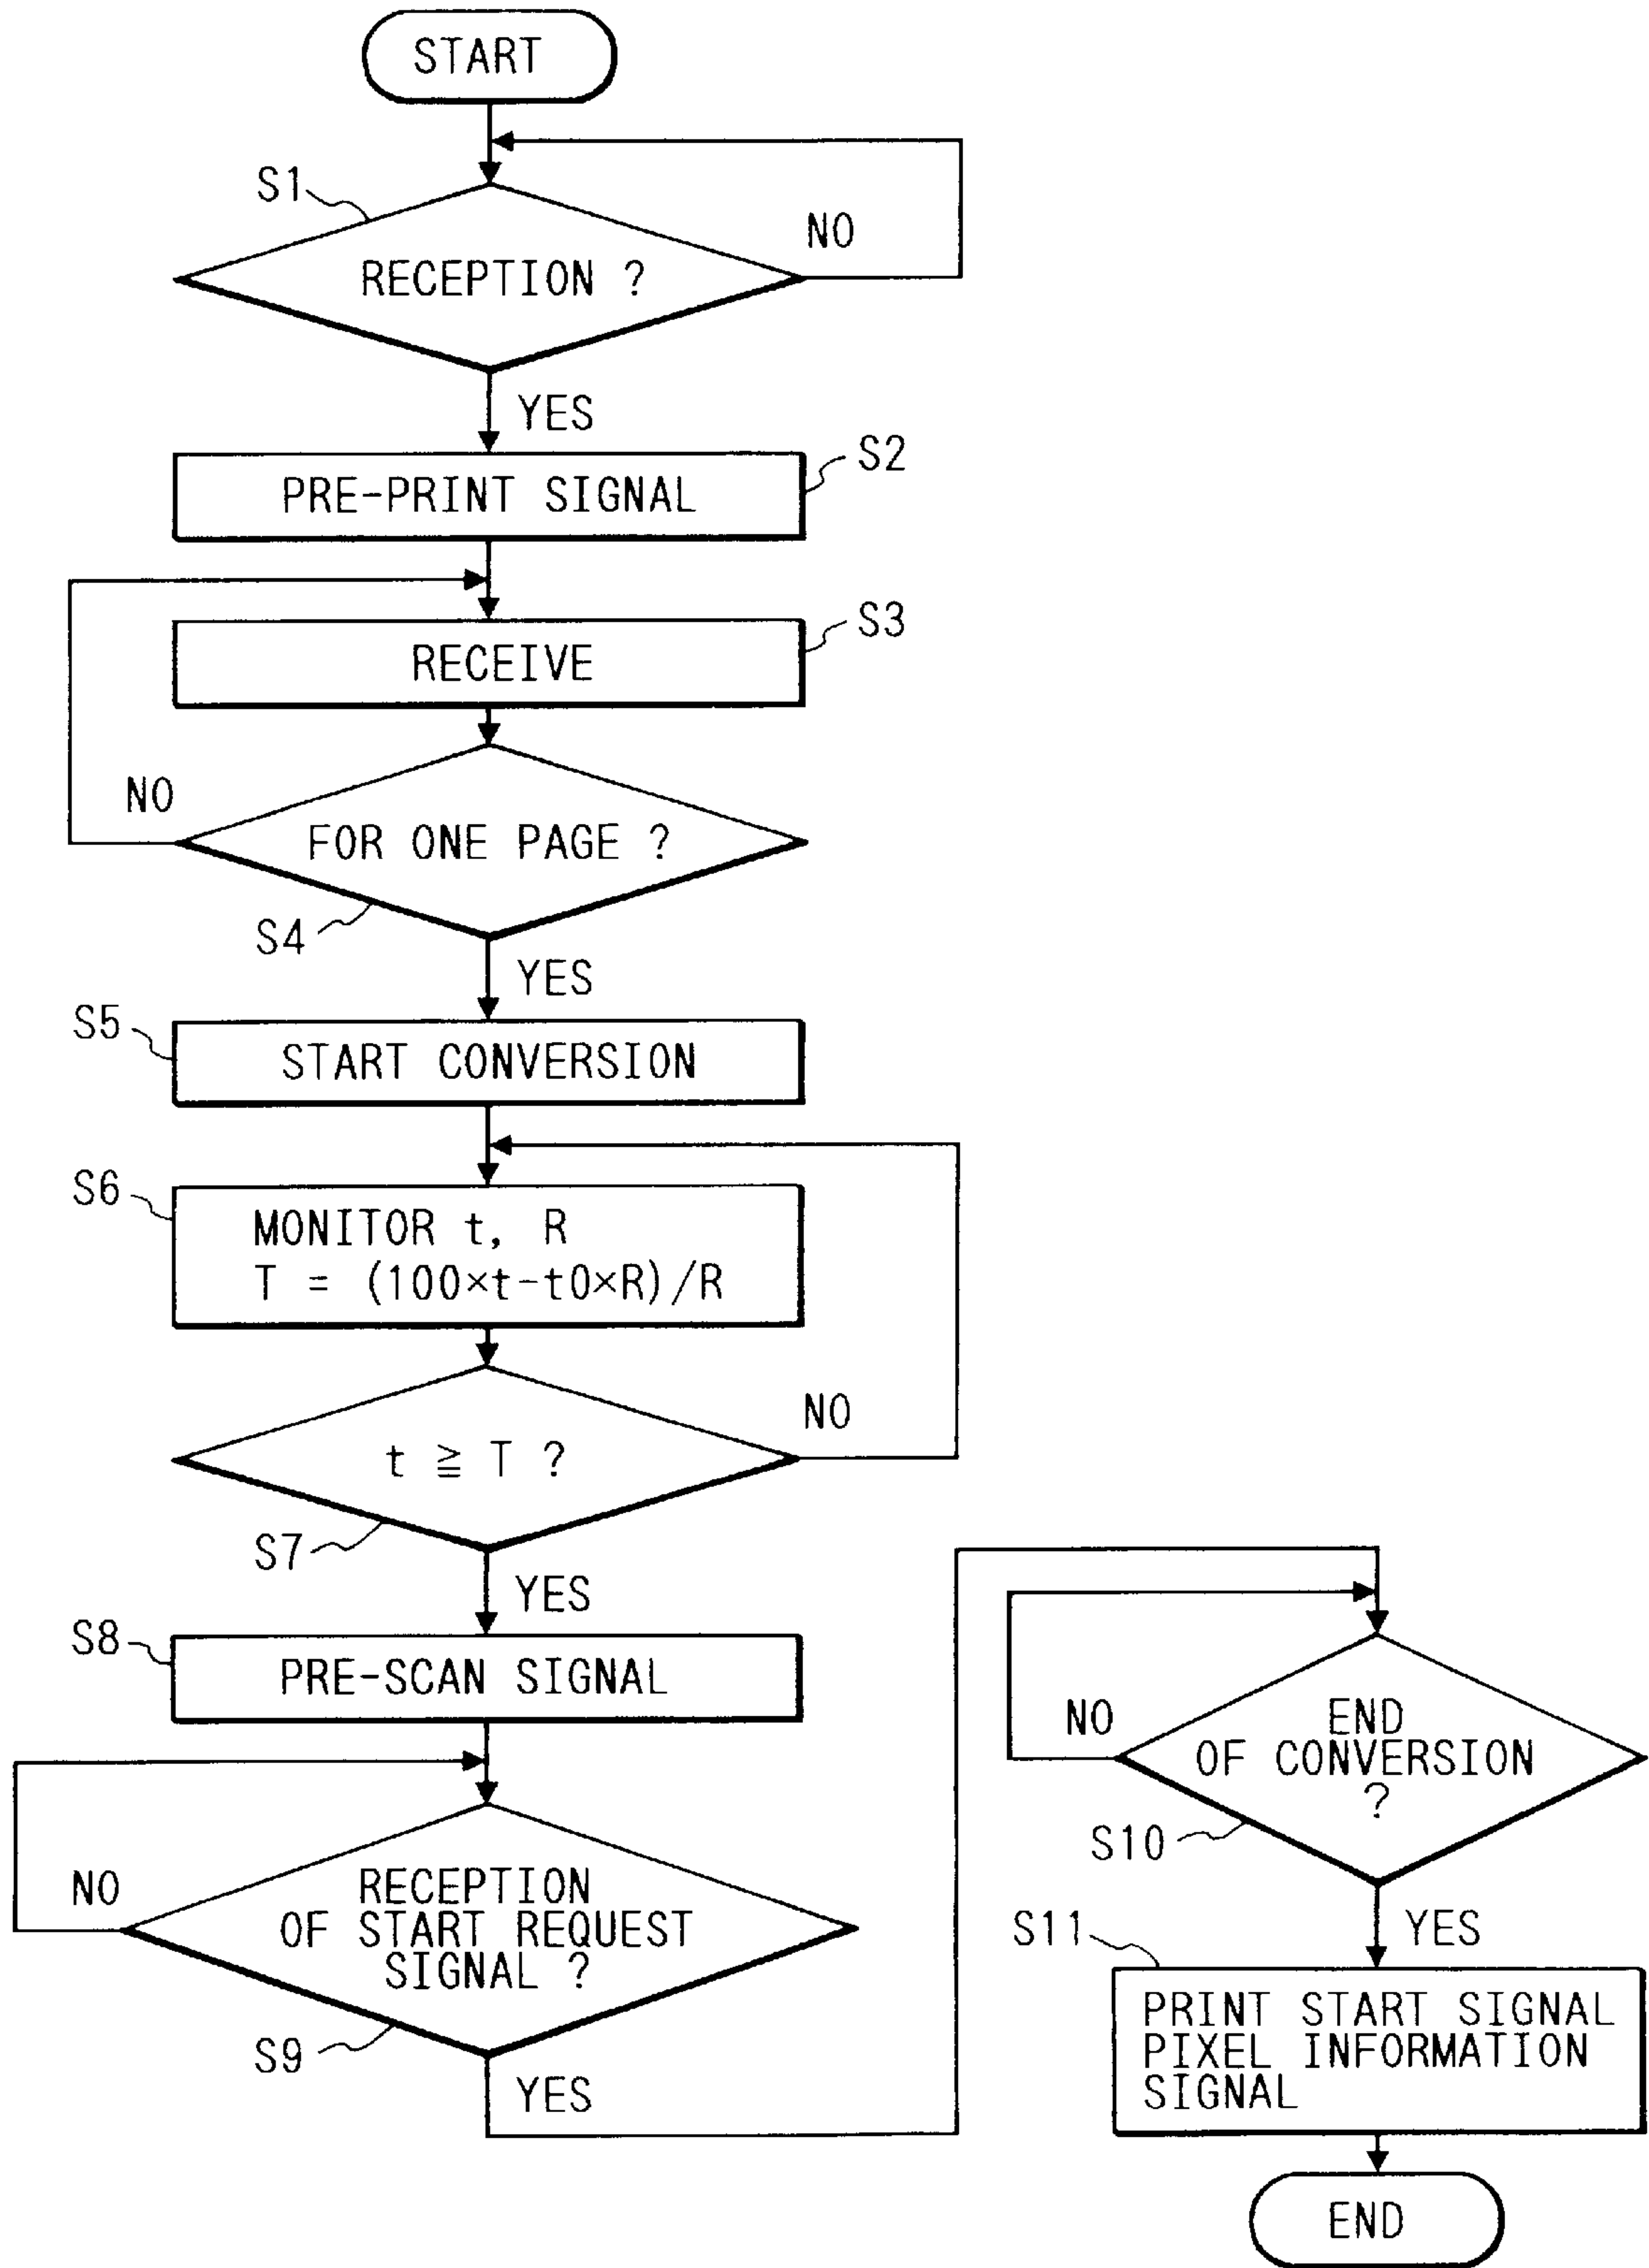 START
S1
NO
RECEPTION ?
YES
S2
PRE-PRINT SIGNAL
S3
RECEIVE
NO
FOR ONE PAGE ?
S4
YES
S5
START CONVERSION
S6
MONITOR t, R
T = (100×t-t0×R)/R
NO
t ≧ T ?
S7
YES
S8
PRE-SCAN SIGNAL
NO
RECEPTION
OF START REQUEST
SIGNAL ?
S9
YES
NO
END
OF CONVERSION
?
S10
YES
S11
PRINT START SIGNAL
PIXEL INFORMATION
SIGNAL
END